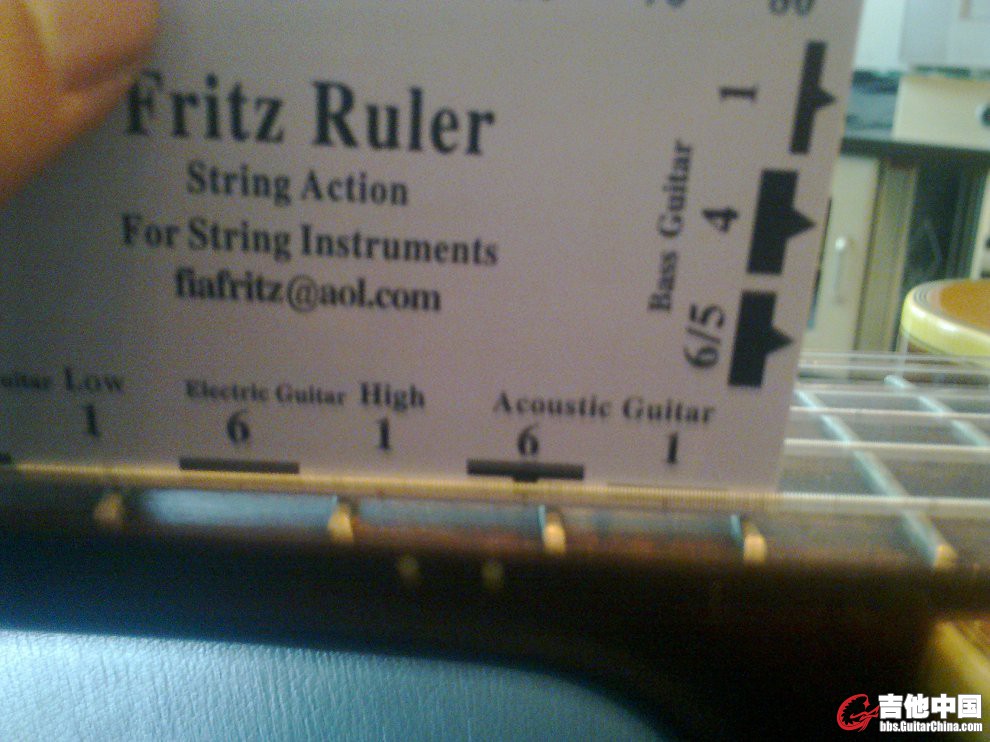 80
Fritz Ruler
String Action
For String Instruments
fiafritz@aol.com
Bass Guitar
1
4
6/5
Low
1
Electric Guitar High
6 1
Acoustic Guitar
6 1
吉他中国
bbs.GuitarChina.com